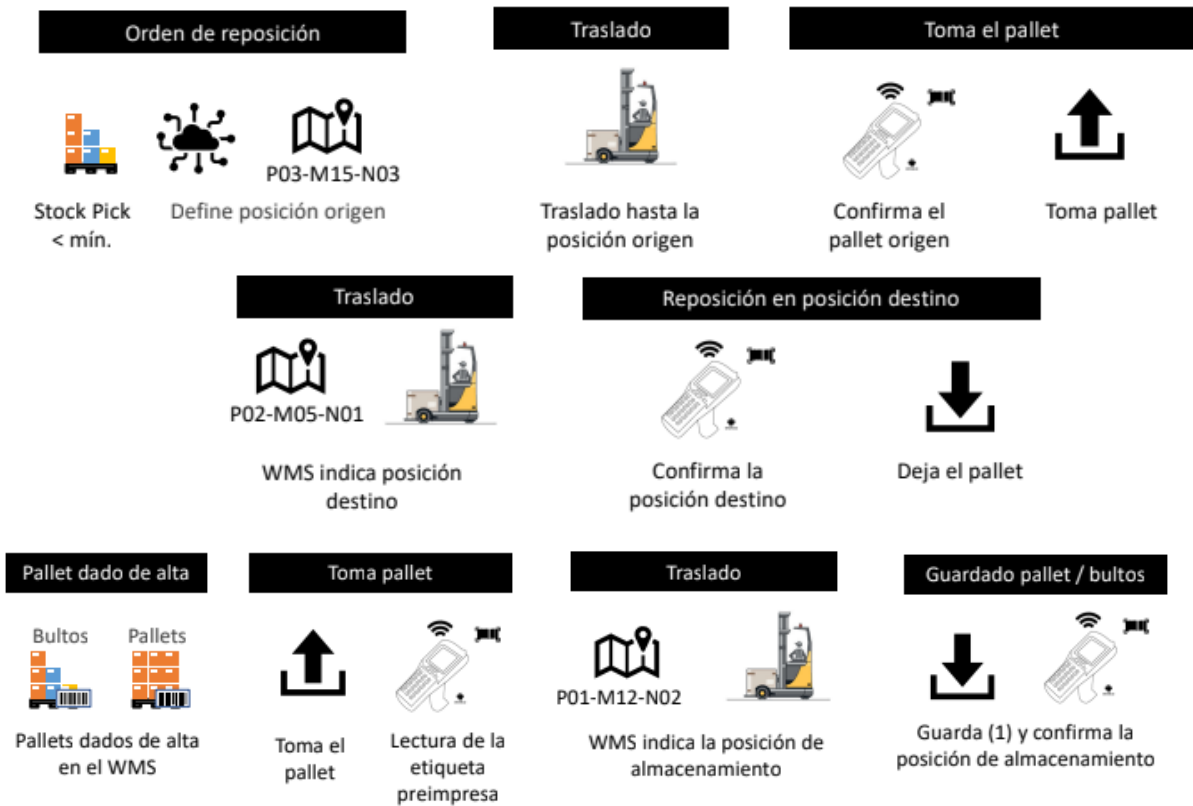 Orden de reposición
Traslado
Toma el pallet
P03-M15-N03
Stock Pick
< mín.
Define posición origen
Traslado hasta la
posición origen
Confirma el
pallet origen
Toma pallet
Traslado
Reposición en posición destino
P02-M05-N01
WMS indica posición
destino
Confirma la
posición destino
Deja el pallet
Pallet dado de alta
Toma pallet
Traslado
Guardado pallet / bultos
Bultos
Pallets
P01-M12-N02
Pallets dados de alta
en el WMS
Toma el
pallet
Lectura de la
etiqueta
preimpresa
WMS indica la posición de
almacenamiento
Guarda (1) y confirma la
posición de almacenamiento